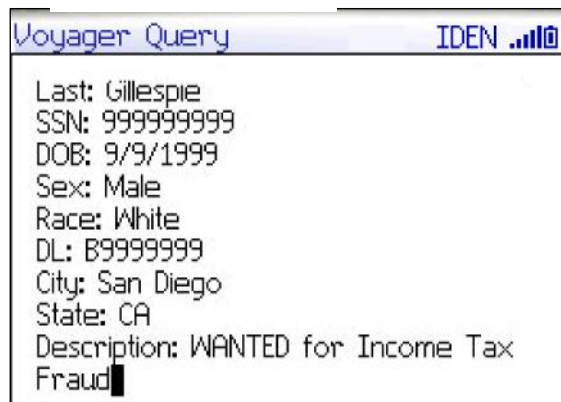 Voyager Query IDEN
Last: Gillespie
SSN: 999999999
DOB: 9/9/1999
Sex: Male
Race: White
DL: B9999999
City: San Diego
State: CA
Description: WANTED for Income Tax
Fraud